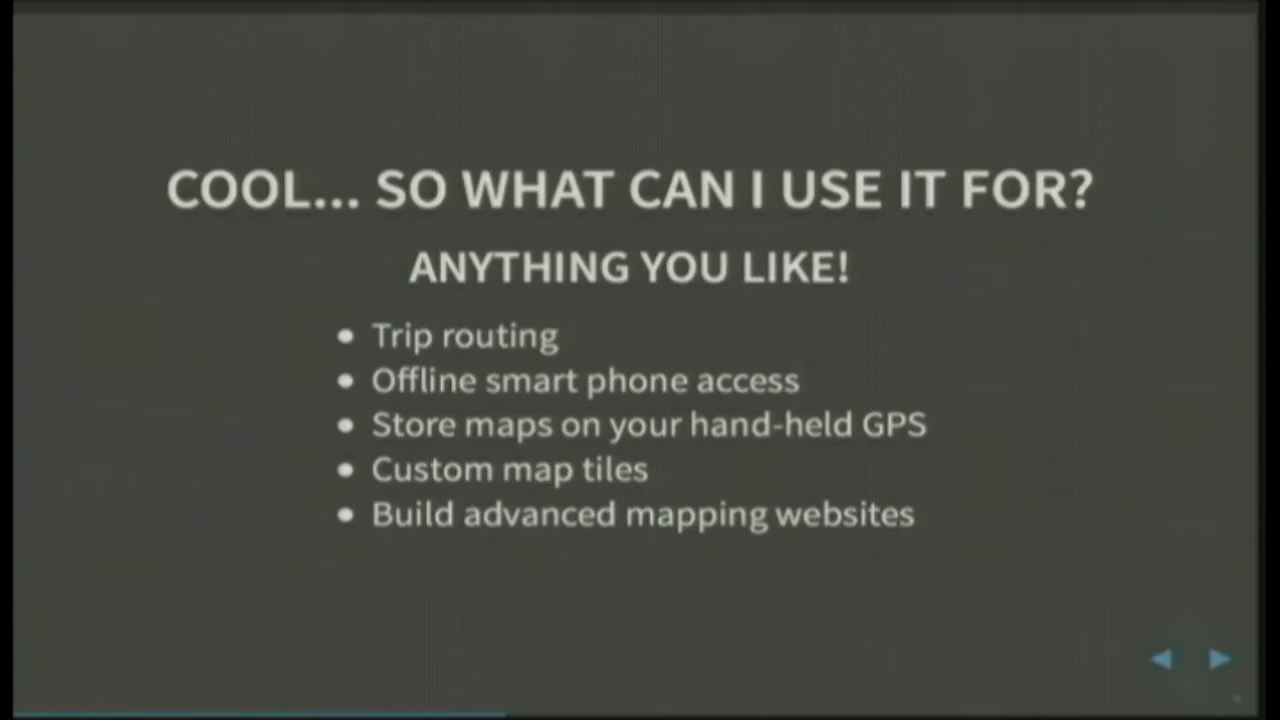 COOL... SO WHAT CAN I USE IT FOR?
ANYTHING YOU LIKE!
• Trip routing
• Offline smart phone access
• Store maps on your hand-held GPS
• Custom map tiles
• Build advanced mapping websites